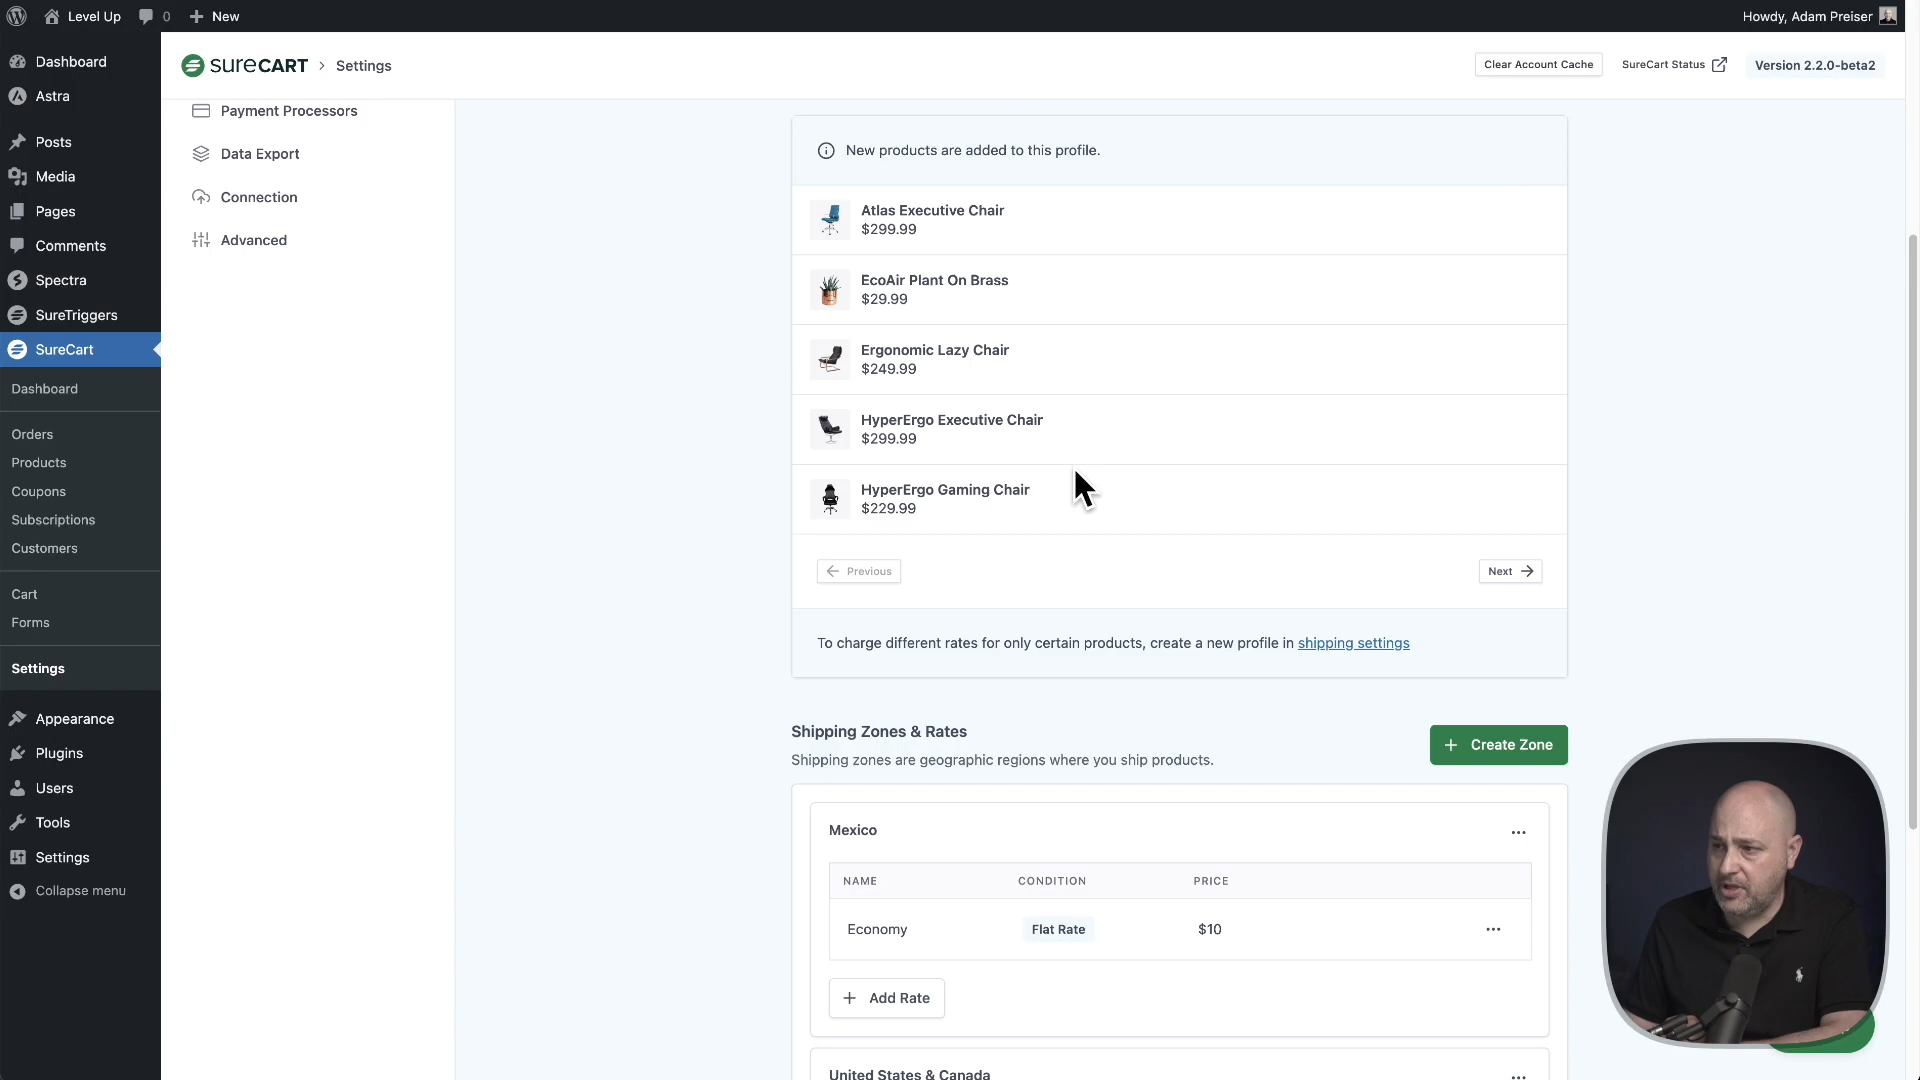 Level Up
0
New
Howdy, Adam Preiser
Dashboard
Astra
Posts
Media
Pages
Comments
Spectra
SureTriggers
SureCart
Dashboard
Orders
Products
Coupons
Subscriptions
Customers
Cart
Forms
Settings
Appearance
Plugins
Users
Tools
Settings
Collapse menu
SURECART > Settings
Clear Account Cache
SureCart Status
Version 2.2.0-beta2
Payment Processors
Data Export
Connection
Advanced
New products are added to this profile.
Atlas Executive Chair
$299.99
EcoAir Plant On Brass
$29.99
Ergonomic Lazy Chair
$249.99
HyperErgo Executive Chair
$299.99
HyperErgo Gaming Chair
$229.99
Previous
Next
To charge different rates for only certain products, create a new profile in shipping settings
Shipping Zones & Rates
Shipping zones are geographic regions where you ship products.
+ Create Zone
Mexico
NAME CONDITION PRICE
Economy Flat Rate $10
+ Add Rate
United States & Canada